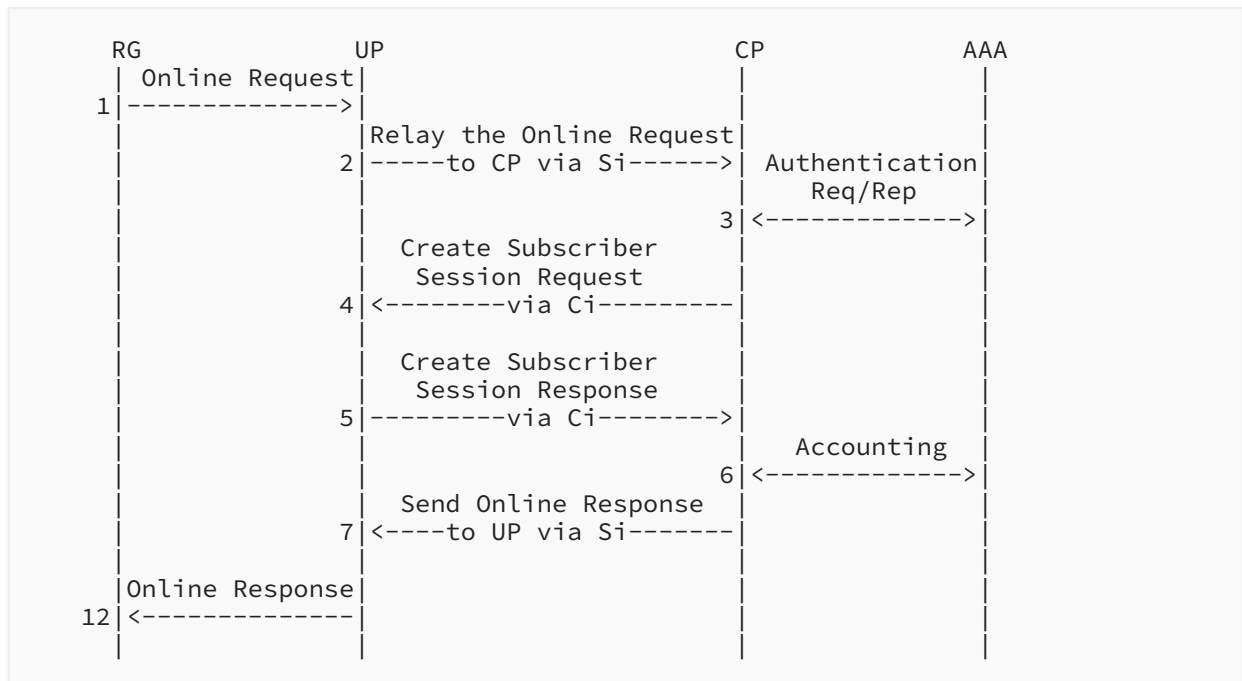 RG UP CP AAA
| Online Request| | |
1|-------------->| | |
|Relay the Online Request|
2|-----to CP via Si------>| Authentication|
Req/Rep
3|<------------->|
Create Subscriber
Session Request
4|<--------via Ci---------|
Create Subscriber
Session Response
5|---------via Ci-------->|
Accounting
6|<------------->|
Send Online Response
7|<----to UP via Si-------|
|Online Response|
12|<---------------|